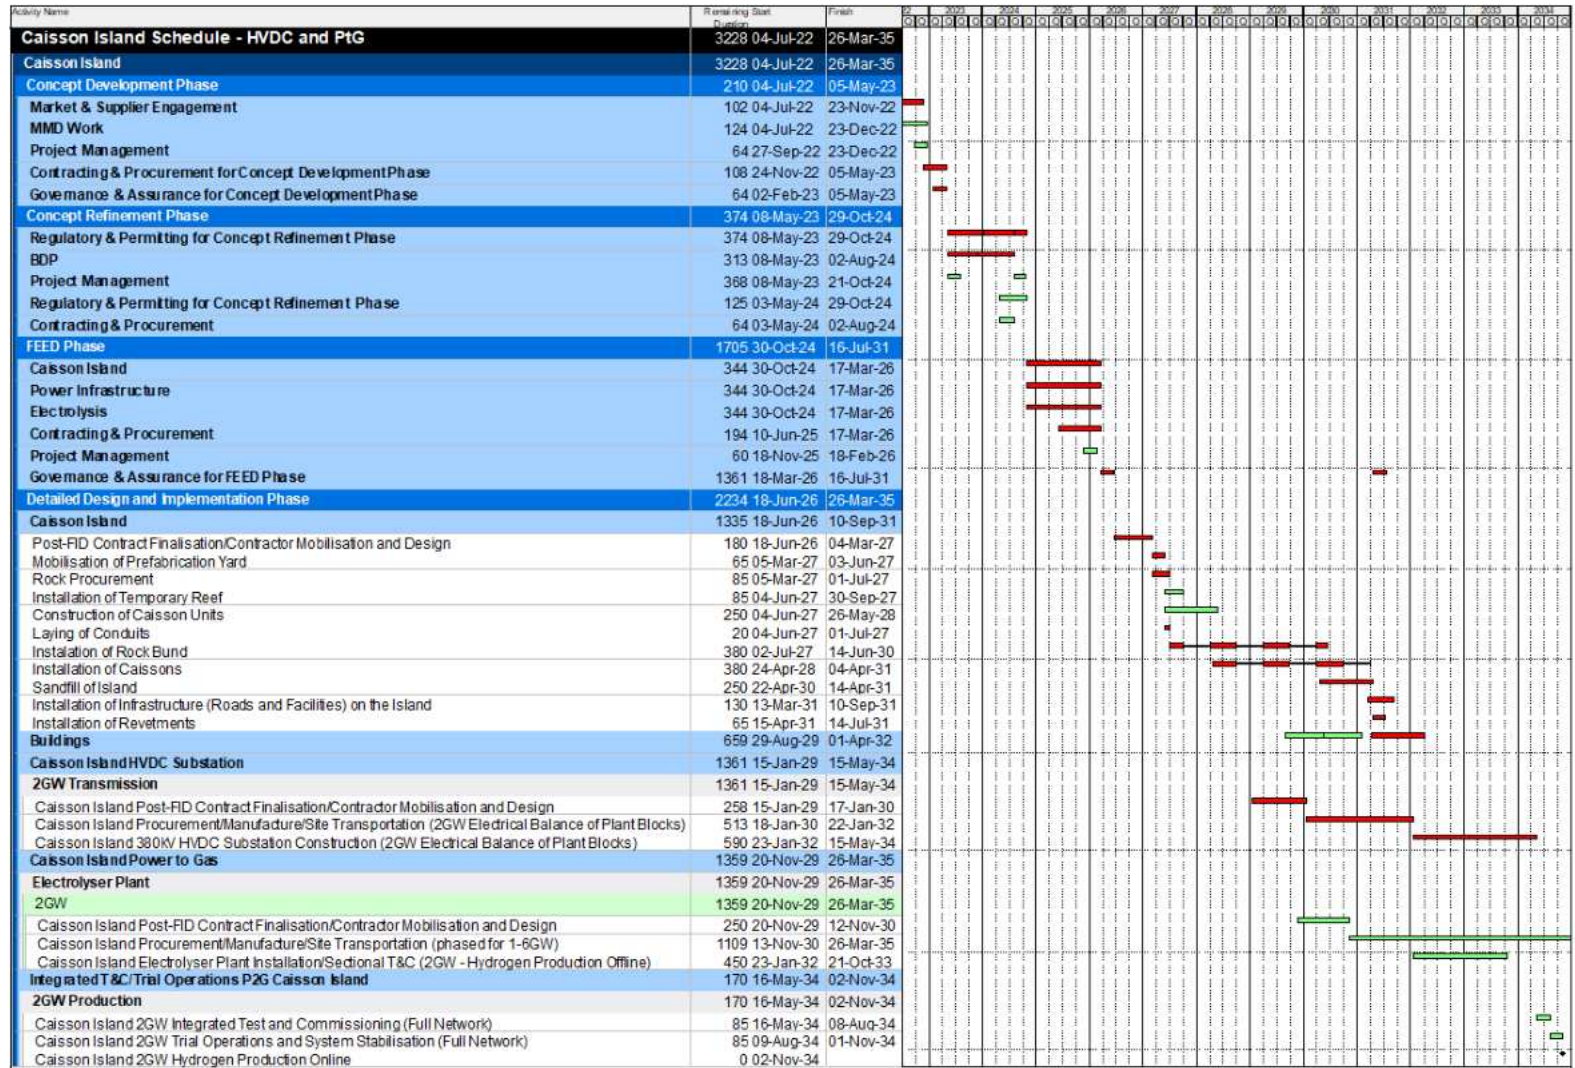 Activity Name Remaining Duration Start Finish 2023 2024 2025 2026 2027 2028 2029 2030 2031 2032 2033 2034
Caisson Island Schedule - HVDC and PtG 3228 04-Jul-22 26-Mar-35
Caisson Island 3228 04-Jul-22 26-Mar-35
Concept Development Phase 210 04-Jul-22 05-May-23
Market & Supplier Engagement 102 04-Jul-22 23-Nov-22
MMD Work 124 04-Jul-22 23-Dec-22
Project Management 64 27-Sep-22 23-Dec-22
Contracting & Procurement for Concept Development Phase 108 24-Nov-22 05-May-23
Governance & Assurance for Concept Development Phase 64 02-Feb-23 05-May-23
Concept Refinement Phase 374 08-May-23 29-Oct-24
Regulatory & Permitting for Concept Refinement Phase 374 08-May-23 29-Oct-24
BDP 313 08-May-23 02-Aug-24
Project Management 368 08-May-23 21-Oct-24
Regulatory & Permitting for Concept Refinement Phase 125 03-May-24 29-Oct-24
Contracting & Procurement 64 03-May-24 02-Aug-24
FEED Phase 1705 30-Oct-24 16-Jul-31
Caisson Island 344 30-Oct-24 17-Mar-26
Power Infrastructure 344 30-Oct-24 17-Mar-26
Electrolysis 344 30-Oct-24 17-Mar-26
Contracting & Procurement 194 10-Jun-25 17-Mar-26
Project Management 60 18-Nov-25 18-Feb-26
Governance & Assurance for FEED Phase 1361 18-Mar-26 16-Jul-31
Detailed Design and Implementation Phase 2234 18-Jun-26 26-Mar-35
Caisson Island 1335 18-Jun-26 10-Sep-31
Post-FID Contract Finalisation/Contractor Mobilisation and Design 180 18-Jun-26 04-Mar-27
Mobilisation of Prefabrication Yard 65 05-Mar-27 03-Jun-27
Rock Procurement 85 05-Mar-27 01-Jul-27
Installation of Temporary Reef 85 04-Jun-27 30-Sep-27
Construction of Caisson Units 250 04-Jun-27 26-May-28
Laying of Conduits 20 04-Jun-27 01-Jul-27
Instalation of Rock Bund 380 02-Jul-27 14-Jun-30
Installation of Caissons 380 24-Apr-28 04-Apr-31
Sandfill of Island 250 22-Apr-30 14-Apr-31
Installation of Infrastructure (Roads and Facilities) on the Island 130 13-Mar-31 10-Sep-31
Installation of Revetments 65 15-Apr-31 14-Jul-31
Buildings 659 29-Aug-29 01-Apr-32
Caisson Island HVDC Substation 1361 15-Jan-29 15-May-34
2GW Transmission 1361 15-Jan-29 15-May-34
Caisson Island Post-FID Contract Finalisation/Contractor Mobilisation and Design 258 15-Jan-29 17-Jan-30
Caisson Island Procurement/Manufacture/Site Transportation (2GW Electrical Balance of Plant Blocks) 513 18-Jan-30 22-Jan-32
Caisson Island 380kV HVDC Substation Construction (2GW Electrical Balance of Plant Blocks) 590 23-Jan-32 15-May-34
Caisson Island Power to Gas 1359 20-Nov-29 26-Mar-35
Electrolyser Plant 1359 20-Nov-29 26-Mar-35
2GW 1359 20-Nov-29 26-Mar-35
Caisson Island Post-FID Contract Finalisation/Contractor Mobilisation and Design 250 20-Nov-29 12-Nov-30
Caisson Island Procurement/Manufacture/Site Transportation (phased for 1-6GW) 1109 13-Nov-30 26-Mar-35
Caisson Island Electrolyser Plant Installation/Sectional T&C (2GW - Hydrogen Production Offline) 450 23-Jan-32 21-Oct-33
Integrated T&C/Trial Operations P2G Caisson Island 170 16-May-34 02-Nov-34
2GW Production 170 16-May-34 02-Nov-34
Caisson Island 2GW Integrated Test and Commissioning (Full Network) 85 16-May-34 08-Aug-34
Caisson Island 2GW Trial Operations and System Stabilisation (Full Network) 85 09-Aug-34 01-Nov-34
Caisson Island 2GW Hydrogen Production Online 0 02-Nov-34